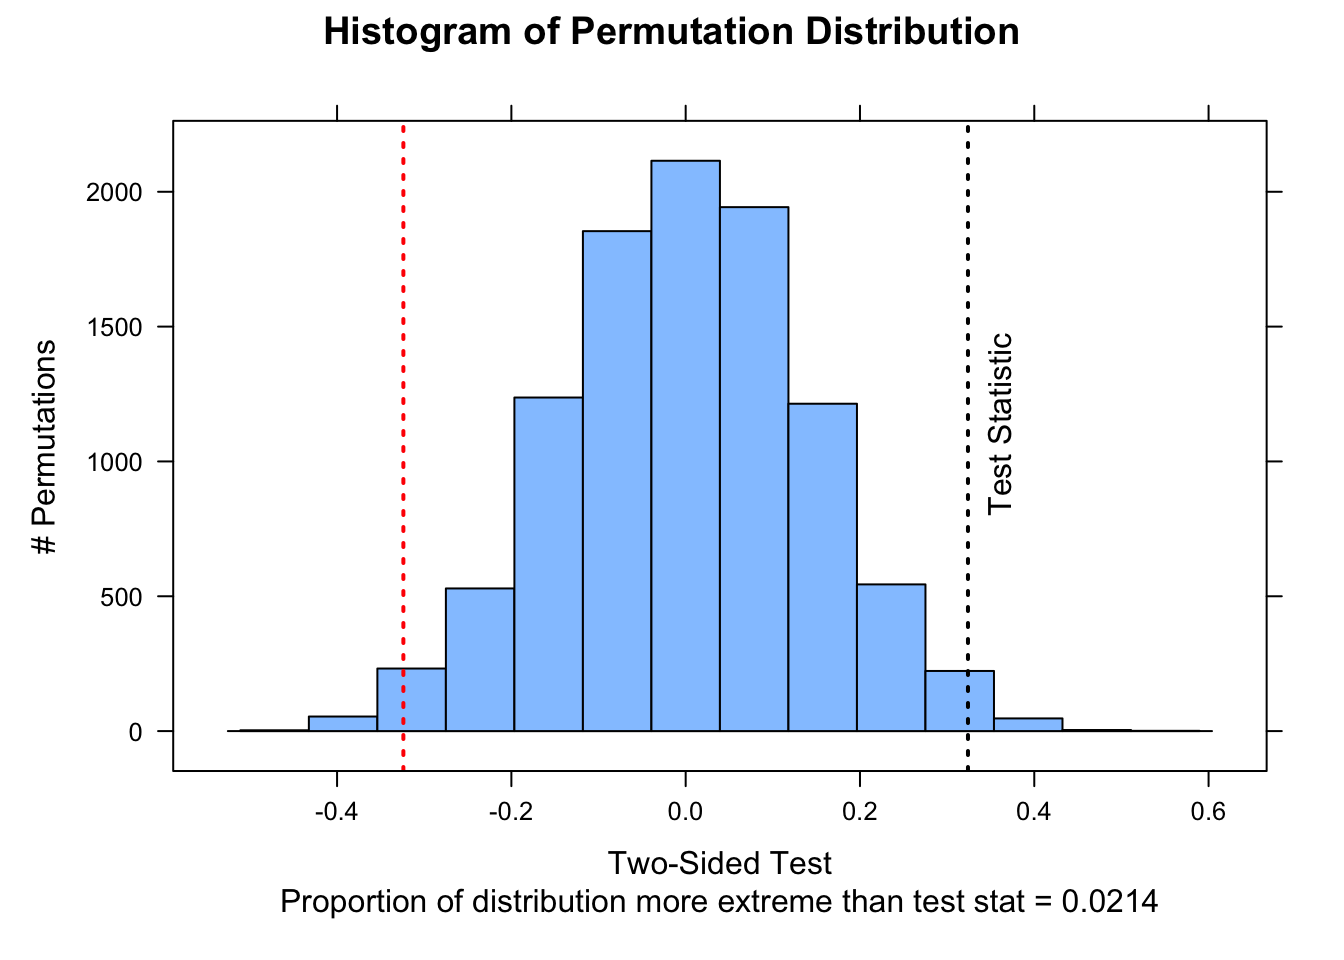 Histogram of Permutation Distribution
2000
1500
1000
500
0
# Permutations
Test Statistic
-0.4 -0.2 0.0 0.2 0.4 0.6
Two-Sided Test
Proportion of distribution more extreme than test stat = 0.0214